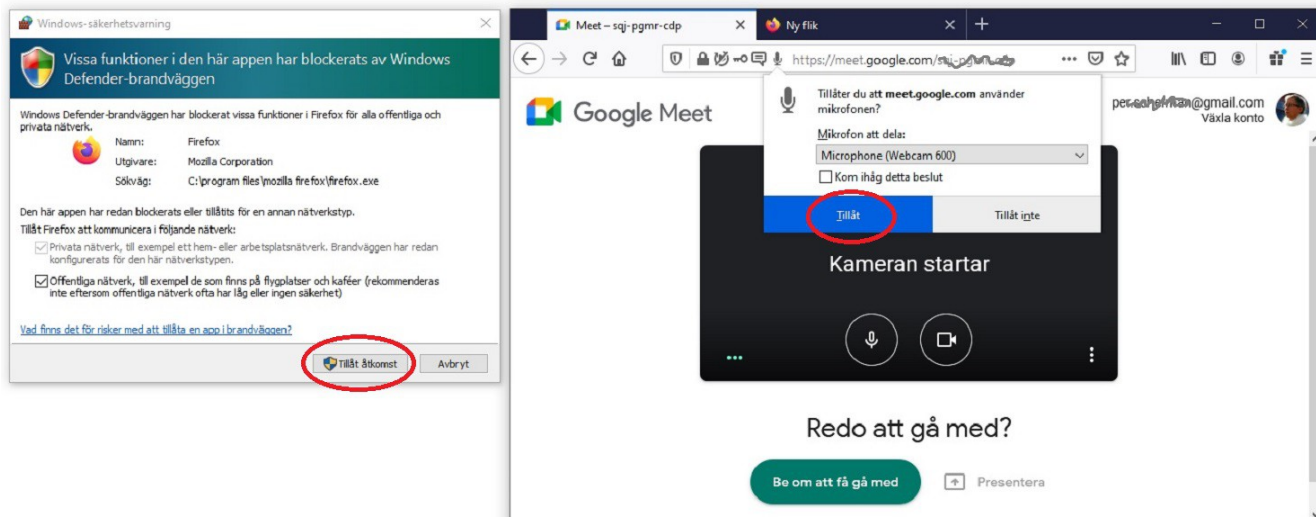 Windows-säkerhetsvarning
Vissa funktioner i den här appen har blockerats av Windows
Defender-brandväggen
Windows Defender-brandväggen har blockerat vissa funktioner i Firefox för alla offentliga och
privata nätverk.
Namn: Firefox
Utgivare: Mozilla Corporation
Sökväg: C:\program files\mozilla firefox\firefox.exe
Den här appen har redan blockerats eller tillåtits för en annan nätverkstyp.
Tillåt Firefox att kommunicera i följande nätverk:
Privata nätverk, till exempel ett hem- eller arbetsplatsnätverk. Brandväggen har redan
konfigurerats för den här nätverkstypen.
Offentliga nätverk, till exempel de som finns på flygplatser och kaféer (rekommenderas
inte eftersom offentliga nätverk ofta har låg eller ingen säkerhet)
Vad finns det för risker med att tillåta en app i brandväggen?
Tillåt åtkomst Avbryt
Meet – sqj-pgmr-cdp Ny flik
https://meet.google.com/
Google Meet
@gmail.com
Växla konto
Tillåter du att meet.google.com använder
mikrofonen?
Mikrofon att dela:
Microphone (Webcam 600)
Kom ihåg detta beslut
Tillåt Tillåt inte
Kameran startar
Redo att gå med?
Be om att få gå med Presentera